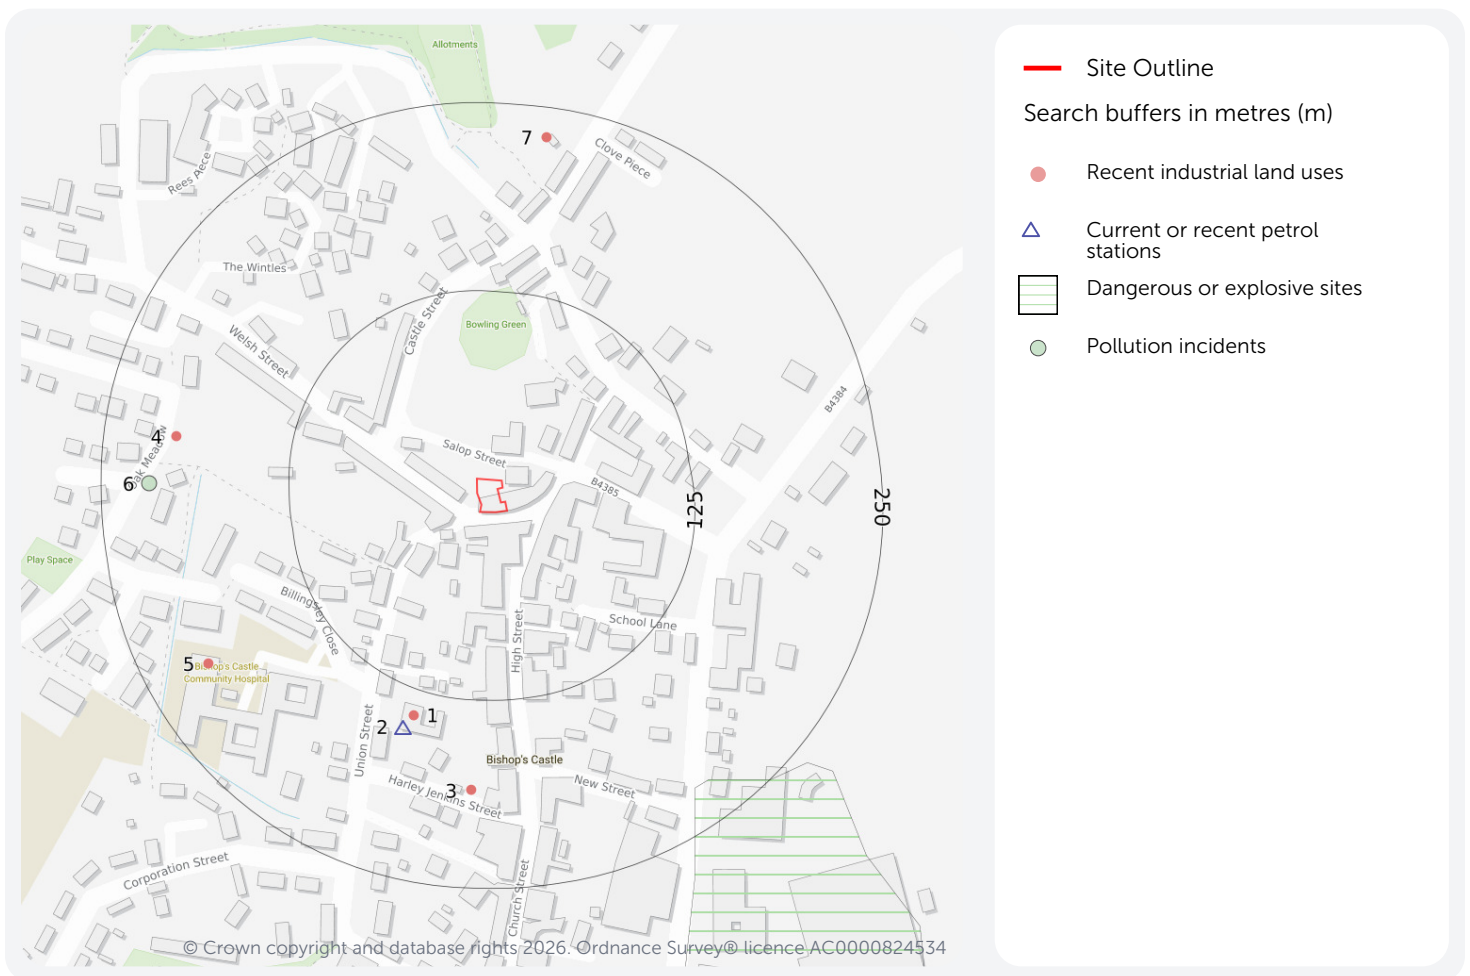 Allotments
7
Clove Piece
Rees Aece
The Wintles
Castle Street
Bowling Green
Welsh Street
B4384
4
Oak Meadow
6
Salop Street
B4385
125
250
Play Space
Billingsley Close
School Lane
High Street
5
Bishop's Castle
Community Hospital
1
2
Union Street
Bishop's Castle
3
Harley Jenkins Street
New Street
Corporation Street
Church Street
© Crown copyright and database rights 2026. Ordnance Survey® licence AC0000824534
Site Outline
Search buffers in metres (m)
Recent industrial land uses
Current or recent petrol
stations
Dangerous or explosive sites
Pollution incidents